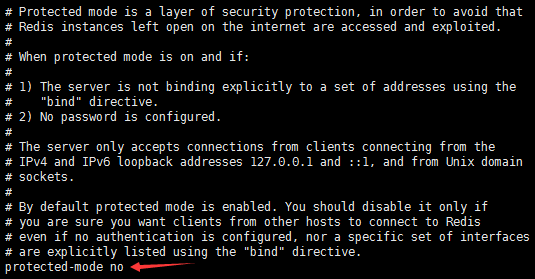 # Protected mode is a layer of security protection, in order to avoid that
# Redis instances left open on the internet are accessed and exploited.
#
# When protected mode is on and if:
#
# 1) The server is not binding explicitly to a set of addresses using the
#    "bind" directive.
# 2) No password is configured.
#
# The server only accepts connections from clients connecting from the
# IPv4 and IPv6 loopback addresses 127.0.0.1 and ::1, and from Unix domain
# sockets.
#
# By default protected mode is enabled. You should disable it only if
# you are sure you want clients from other hosts to connect to Redis
# even if no authentication is configured, nor a specific set of interfaces
# are explicitly listed using the "bind" directive.
protected-mode no